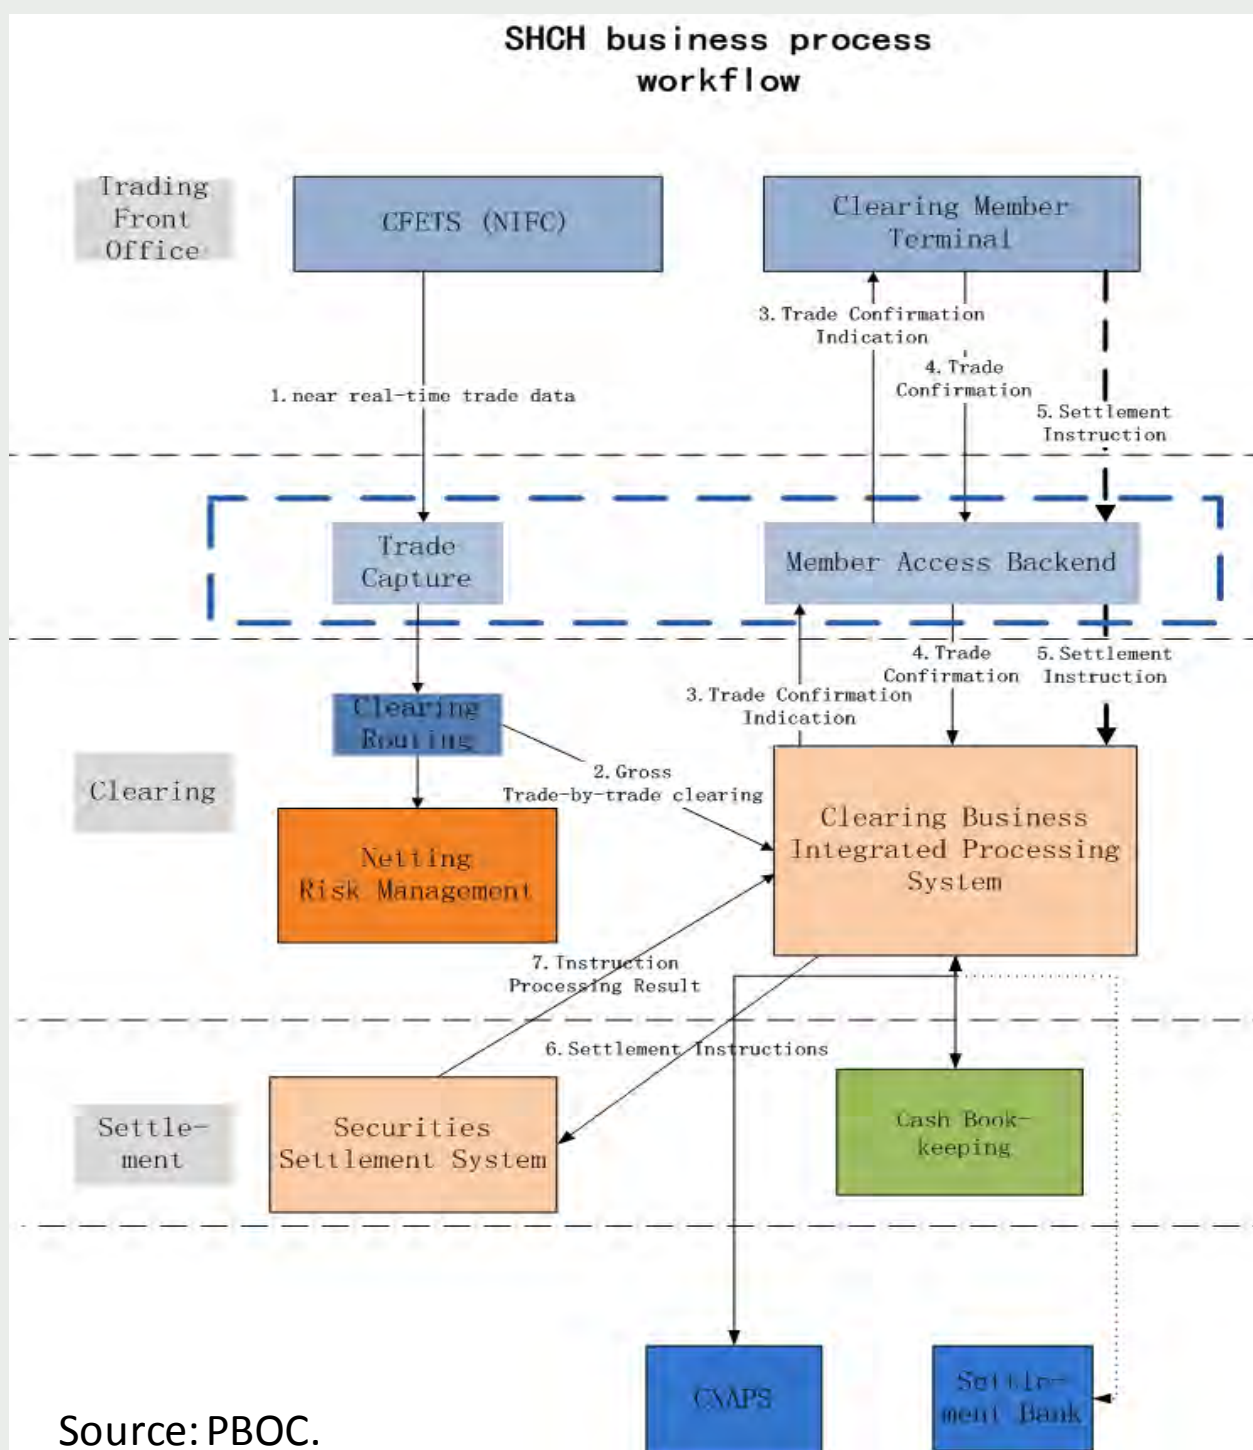 SHCH business process
workflow
Trading
Front
Office
CFETS (NIFC)
Clearing Member
Terminal
3.Trade Confirmation
Indication
4.Trade
Confirmation
1.near real-time trade data
5.Settlement
Instruction
Trade
Capture
Member Access Backend
4.Trade
Confirmation
5.Settlement
Instruction
3.Trade Confirmation
Indication
Clearing
Routing
2.Gross
Trade-by-trade clearing
Clearing
Clearing Business
Integrated Processing
System
Netting
Risk Management
7.Instruction
Processing Result
6.Settlement Instructions
Settle-
ment
Securities
Settlement System
Cash Book-
keeping
CNAPS
Settle-
ment Bank
Source: PBOC.